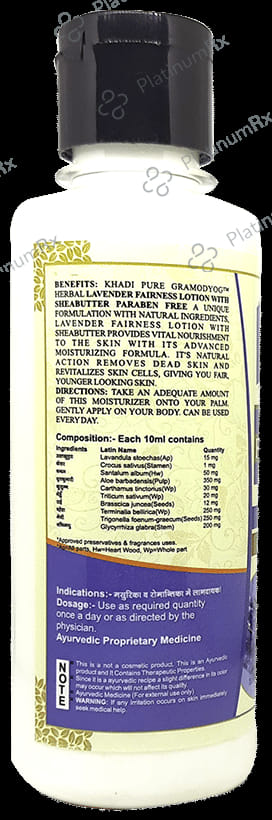 PlatinumRx
BENEFITS: KHADI PURE GRAMODYOG™
HERBAL LAVENDER FAIRNESS LOTION WITH
SHEABUTTER PARABEN FREE A UNIQUE
FORMULATION WITH NATURAL INGREDIENTS.
LAVENDER FAIRNESS LOTION WITH
SHEABUTTER PROVIDES VITAL NOURISHMENT
TO THE SKIN WITH ITS ADVANCED
MOISTURIZING FORMULA. IT'S NATURAL
ACTION REMOVES DEAD SKIN AND
REVITALIZES SKIN CELLS, GIVING YOU FAIR,
YOUNGER LOOKING SKIN.
DIRECTIONS: TAKE AN ADEQUATE AMOUNT
OF THIS MOISTURIZER ONTO YOUR PALM.
GENTLY APPLY ON YOUR BODY. CAN BE USED
EVERYDAY.
Composition:- Each 10ml contains
Ingredients Latin Name Quantity
Lavandula stoechas(Ap) 15 mg
Crocus sativus(Stamen) 1 mg
Santalum album(Hw) 50 mg
Aloe barbadensis(Pulp) 350 mg
Carthamus tinctorius(Wp) 30 mg
Triticum sativum(Wp) 20 mg
Brassica juncea(Seeds) 12 mg
Terminalia bellirica(Wp) 250 mg
Trigonella foenum-graecum(Seeds) 250 mg
Glycyrrhiza glabra(Stem) 200 mg
*Approved preservatives & fragrances uses.
parts, Hw=Heart Wood, Wp=Whole part
Indications:- मसुरिका व रोमान्तिका में लाभदायक।
Dosage:- Use as required quantity
once a day or as directed by the
physician.
Ayurvedic Proprietary Medicine
NOTE
This is a not a cosmetic product. This is an Ayurvedic
product and It Contains Therapeutic Properties.
Since it is a ayurvedic recipe a slight difference in its color
may occur which will not affect its quality.
Ayurvedic Medicine (For external use only)
WARNING: If any Irritation occurs on skin immediately
seek medical help.